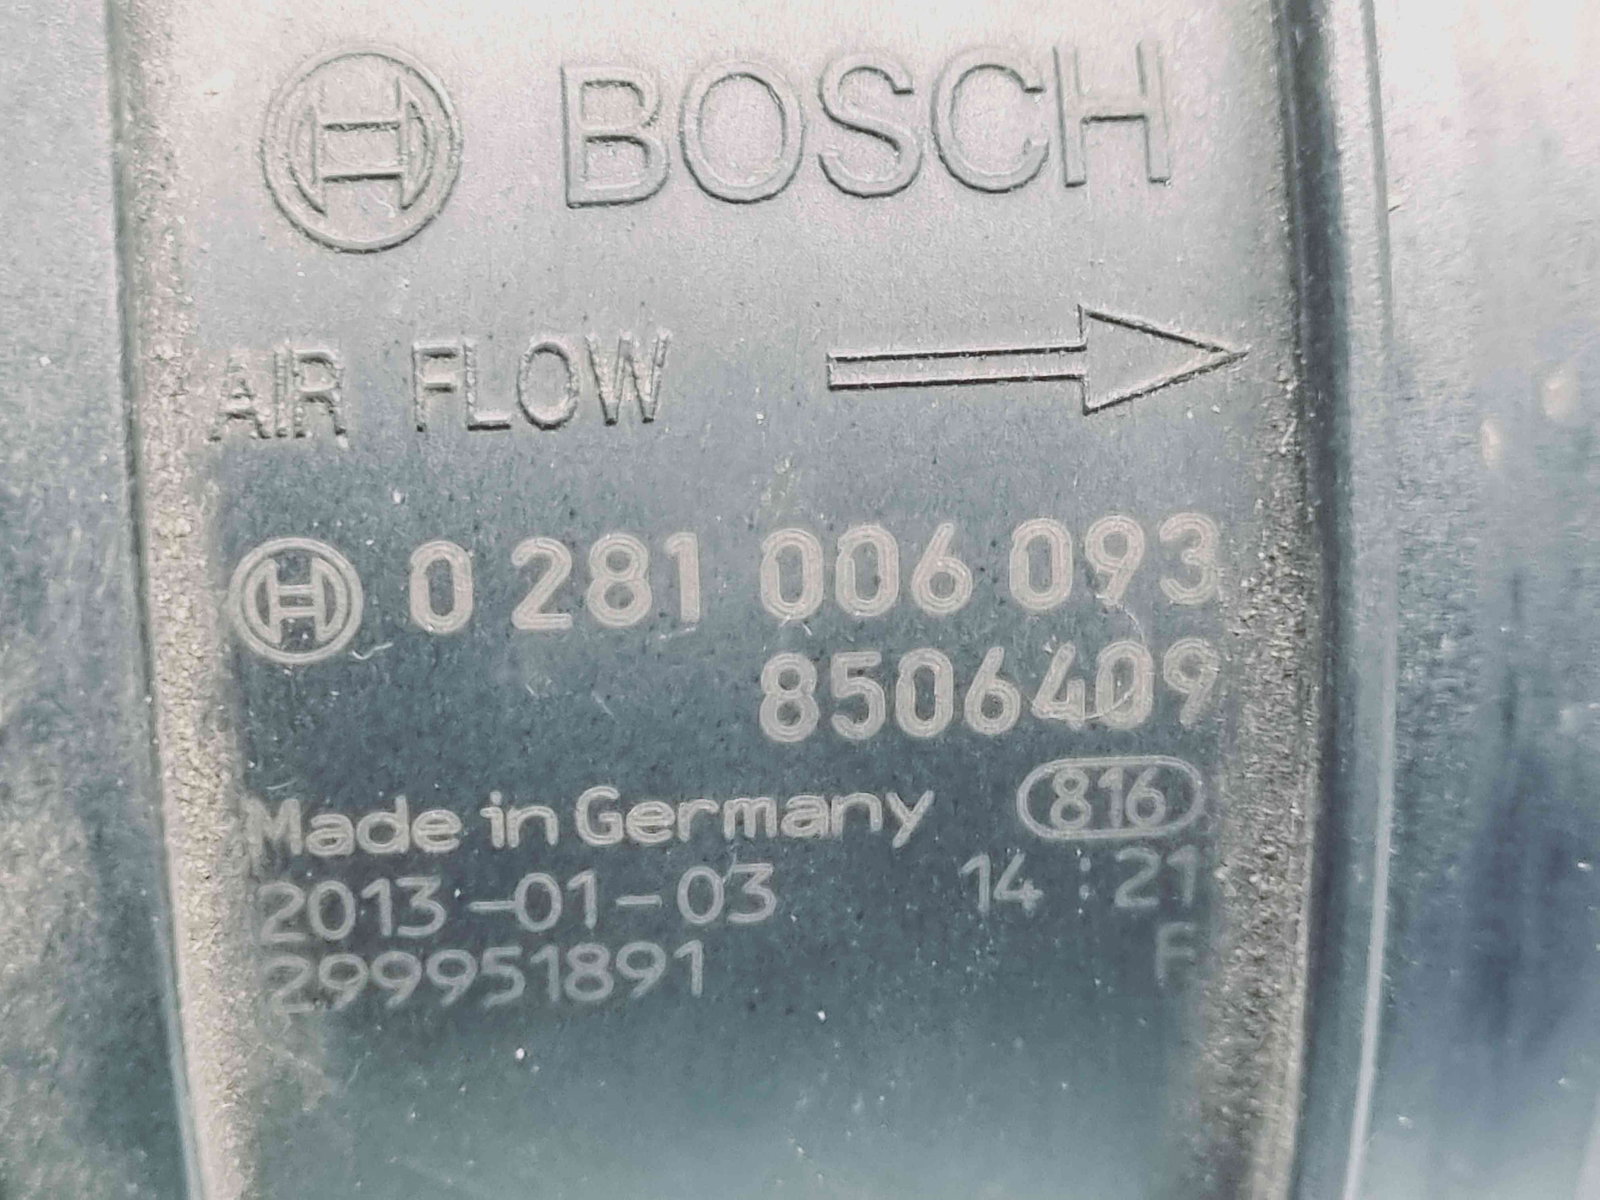 BOSCH
AIR FLOW
0 281 006 093
8506409
Made in Germany 816
2013-01-03 14:21
299951891 F